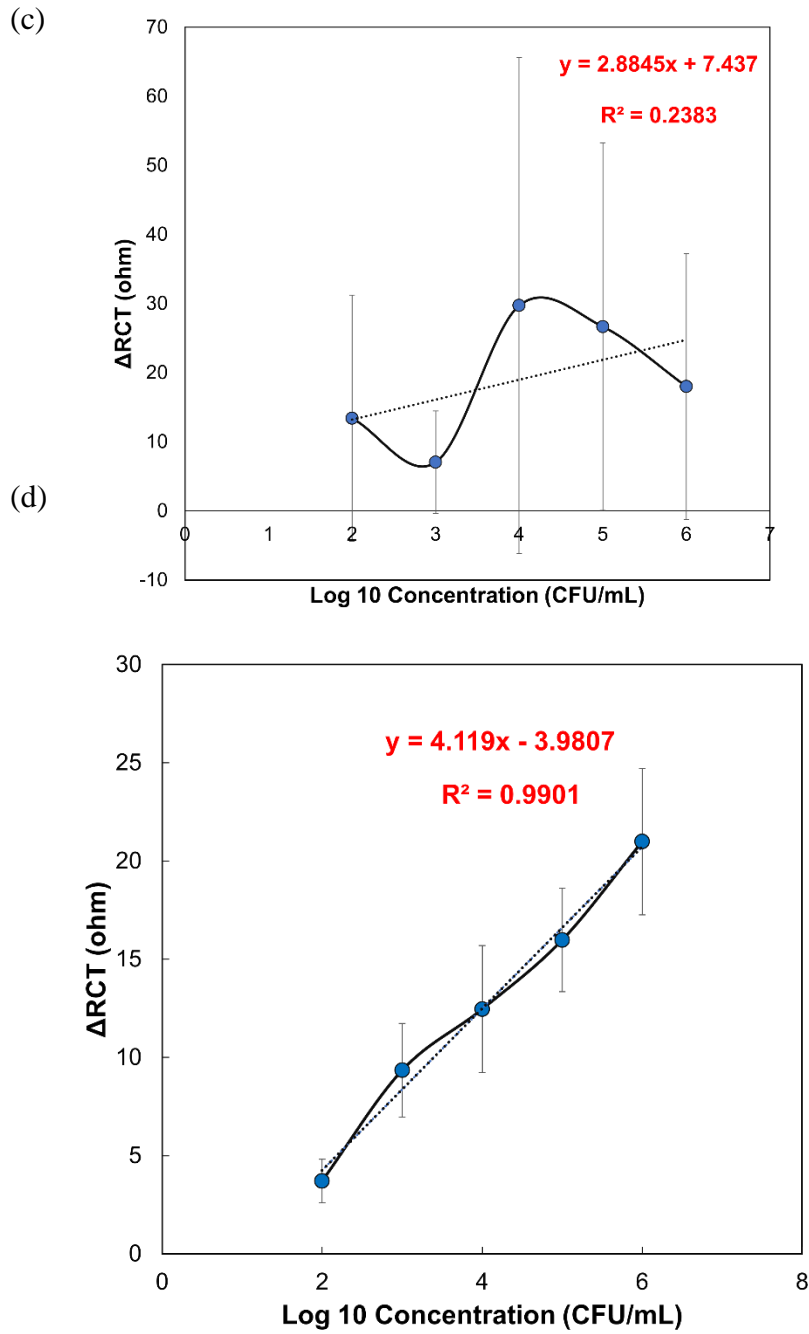 (c)
70
60
50
40
30
20
10
0
-10
y = 2.8845x + 7.437
R² = 0.2383
ΔRCT (ohm)
0 1 2 3 4 5 6 7
Log 10 Concentration (CFU/mL)
(d)
30
25
20
15
10
5
0
y = 4.119x - 3.9807
R² = 0.9901
ΔRCT (ohm)
0 2 4 6 8
Log 10 Concentration (CFU/mL)